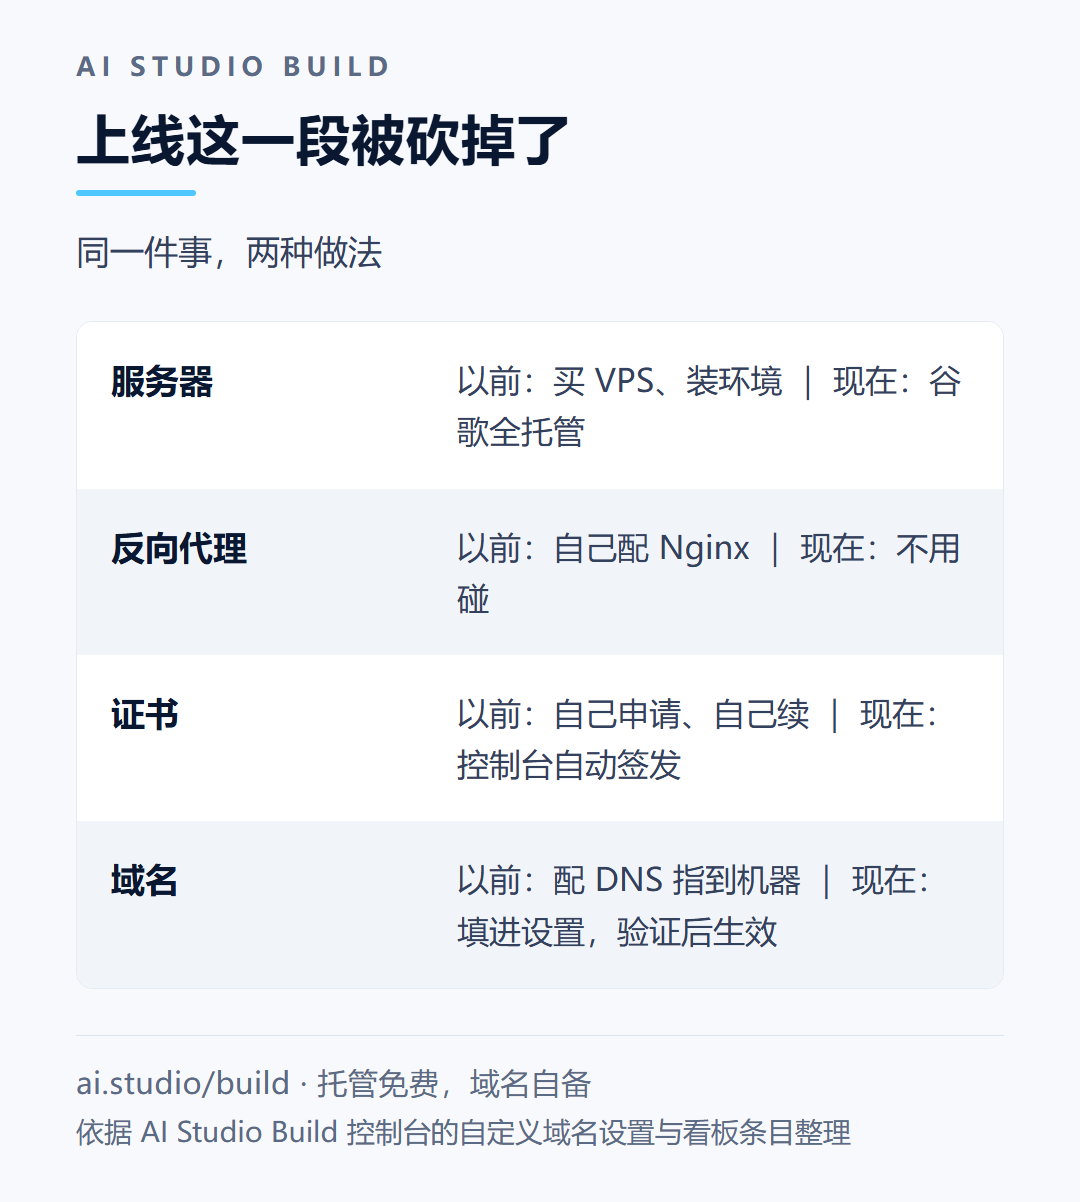 AI STUDIO BUILD
上线这一段被砍掉了
同一件事，两种做法
服务器
以前：买 VPS、装环境 ｜ 现在：谷
歌全托管
反向代理
以前：自己配 Nginx ｜ 现在：不用
碰
证书
以前：自己申请、自己续 ｜ 现在：
控制台自动签发
域名
以前：配 DNS 指到机器 ｜ 现在：
填进设置，验证后生效
ai.studio/build · 托管免费，域名自备
依据 AI Studio Build 控制台的自定义域名设置与看板条目整理